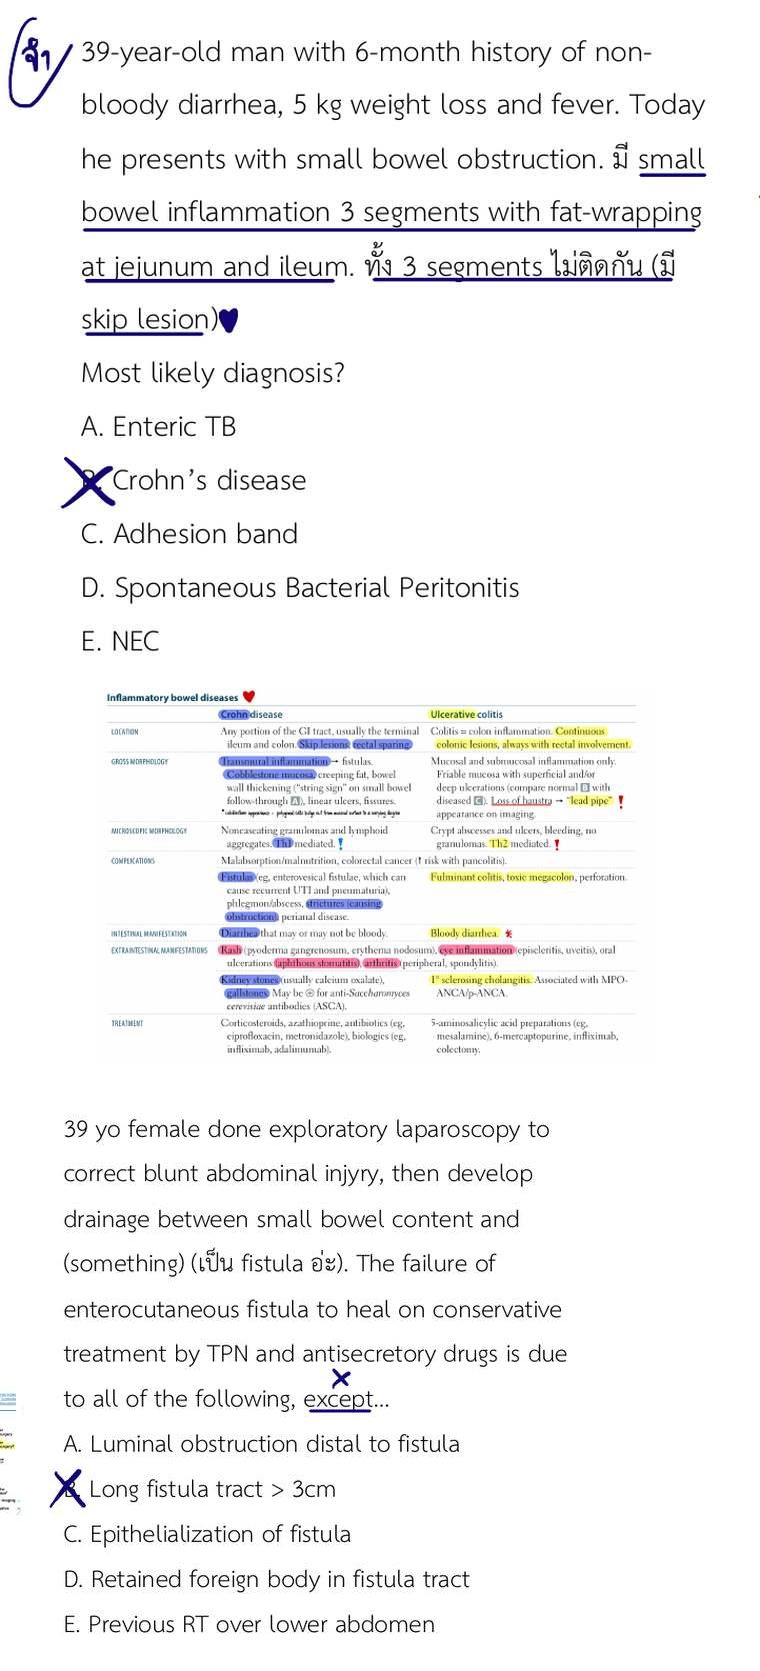 จำ
39-year-old man with 6-month history of non-
bloody diarrhea, 5 kg weight loss and fever. Today
he presents with small bowel obstruction. มี small
bowel inflammation 3 segments with fat-wrapping
at jejunum and ileum. ทั้ง 3 segments ไม่ติดกัน (มี
skip lesion)♥
Most likely diagnosis?
A. Enteric TB
B. Crohn's disease
C. Adhesion band
D. Spontaneous Bacterial Peritonitis
E. NEC
Inflammatory bowel diseases
Crohn disease
Ulcerative colitis
LOCATION
Any portion of the GI tract, usually the terminal
ileum and colon. Skip lesions, rectal sparing.
Colitis = colon inflammation. Continuous
colonic lesions, always with rectal involvement.
GROSS MORPHOLOGY
Transmural inflammation → fistulas.
Cobblestone mucosa, creeping fat, bowel
wall thickening ("string sign" on small bowel
follow-through A), linear ulcers, fissures.
Mucosal and submucosal inflammation only.
Friable mucosa with superficial and/or
deep ulcerations (compare normal B with
diseased C). Loss of haustra → "lead pipe" !
appearance on imaging.
MICROSCOPIC MORPHOLOGY
Noncaseating granulomas and lymphoid
aggregates. Th1 mediated. !
Crypt abscesses and ulcers, bleeding, no
granulomas. Th2 mediated. !
COMPLICATIONS
Malabsorption/malnutrition, colorectal cancer (↑ risk with pancolitis).
Fistulas (eg, enterovesical fistulae, which can
cause recurrent UTI and pneumaturia),
phlegmon/abscess, strictures (causing
obstruction), perianal disease.
Fulminant colitis, toxic megacolon, perforation.
INTESTINAL MANIFESTATION
Diarrhea that may or may not be bloody.
Bloody diarrhea.
EXTRAINTESTINAL MANIFESTATIONS
Rash (pyoderma gangrenosum, erythema nodosum), eye inflammation (episcleritis, uveitis), oral
ulcerations (aphthous stomatitis), arthritis (peripheral, spondylitis).
Kidney stones (usually calcium oxalate),
gallstones. May be ⊕ for anti-Saccharomyces
cerevisiae antibodies (ASCA).
1° sclerosing cholangitis. Associated with MPO-
ANCA/p-ANCA.
TREATMENT
Corticosteroids, azathioprine, antibiotics (eg,
ciprofloxacin, metronidazole), biologics (eg,
infliximab, adalimumab).
5-aminosalicylic acid preparations (eg,
mesalamine), 6-mercaptopurine, infliximab,
colectomy.
39 yo female done exploratory laparoscopy to
correct blunt abdominal injyry, then develop
drainage between small bowel content and
(something) (เป็น fistula อ่ะ). The failure of
enterocutaneous fistula to heal on conservative
treatment by TPN and antisecretory drugs is due
to all of the following, except...
A. Luminal obstruction distal to fistula
B. Long fistula tract > 3cm
C. Epithelialization of fistula
D. Retained foreign body in fistula tract
E. Previous RT over lower abdomen